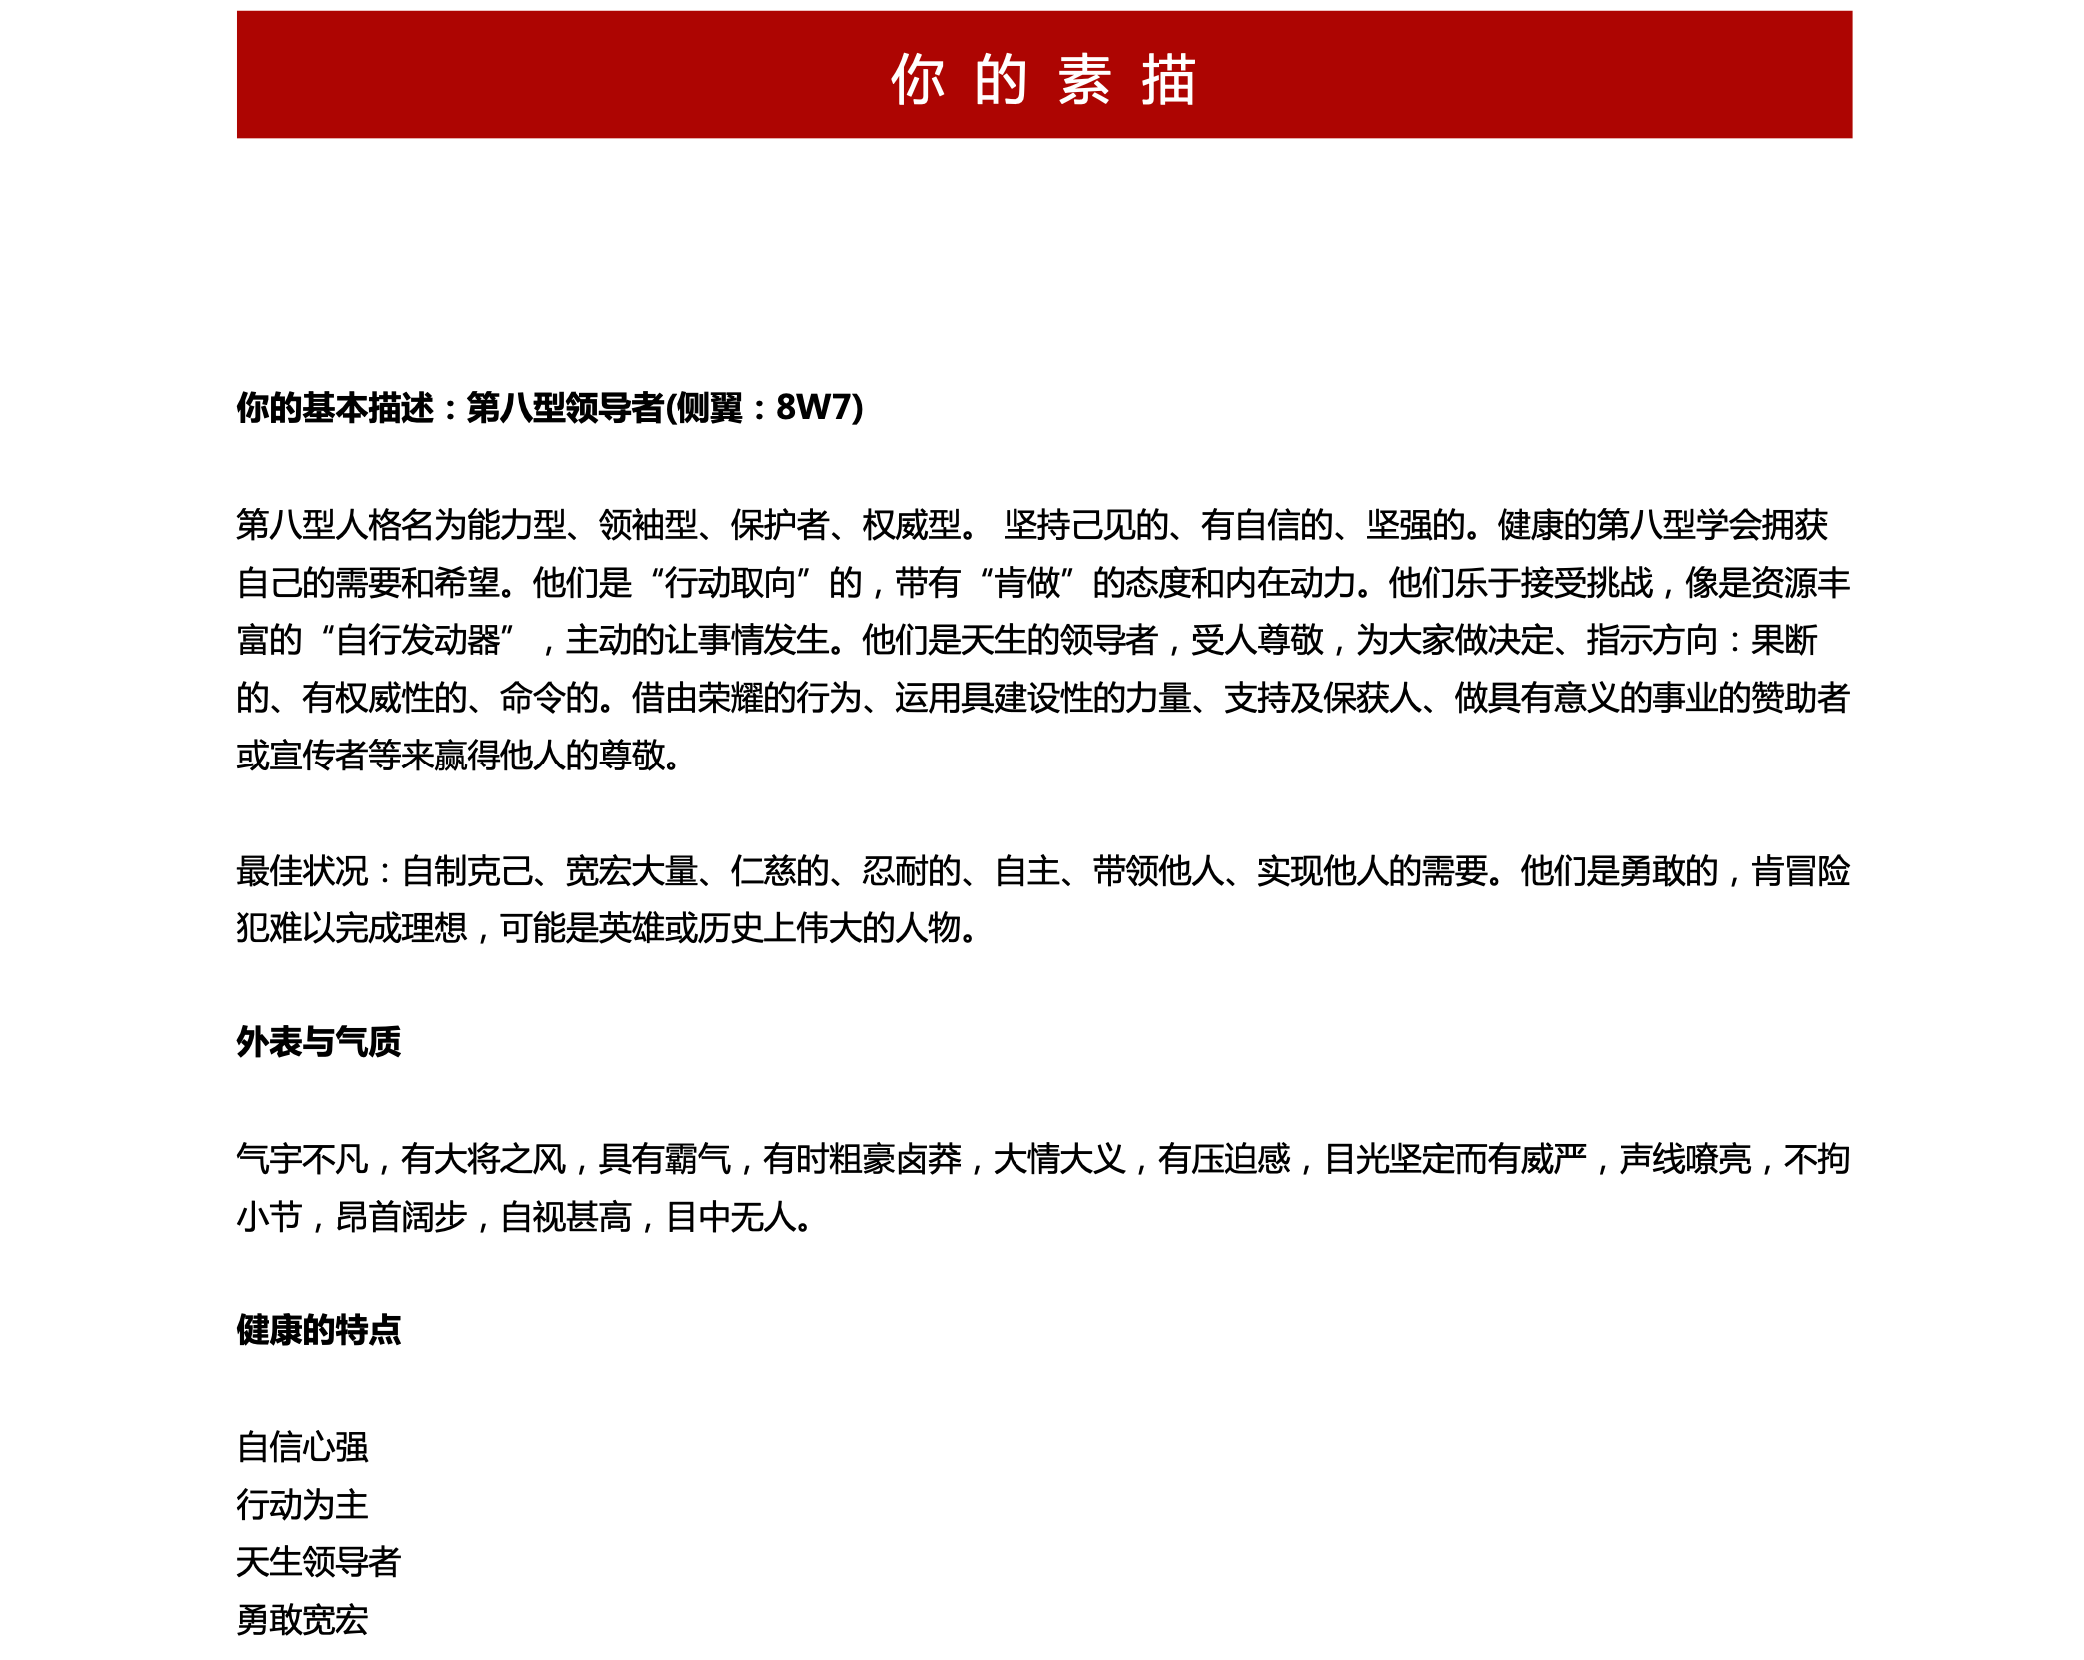 你的素描
你的基本描述：第八型领导者(侧翼：8W7)
第八型人格名为能力型、领袖型、保护者、权威型。 坚持己见的、有自信的、坚强的。健康的第八型学会拥获
自己的需要和希望。他们是“行动取向”的，带有“肯做”的态度和内在动力。他们乐于接受挑战，像是资源丰
富的“自行发动器”，主动的让事情发生。他们是天生的领导者，受人尊敬，为大家做决定、指示方向：果断
的、有权威性的、命令的。借由荣耀的行为、运用具建设性的力量、支持及保获人、做具有意义的事业的赞助者
或宣传者等来赢得他人的尊敬。
最佳状况：自制克己、宽宏大量、仁慈的、忍耐的、自主、带领他人、实现他人的需要。他们是勇敢的，肯冒险
犯难以完成理想，可能是英雄或历史上伟大的人物。
外表与气质
气宇不凡，有大将之风，具有霸气，有时粗豪卤莽，大情大义，有压迫感，目光坚定而有威严，声线嘹亮，不拘
小节，昂首阔步，自视甚高，目中无人。
健康的特点
自信心强
行动为主
天生领导者
勇敢宽宏